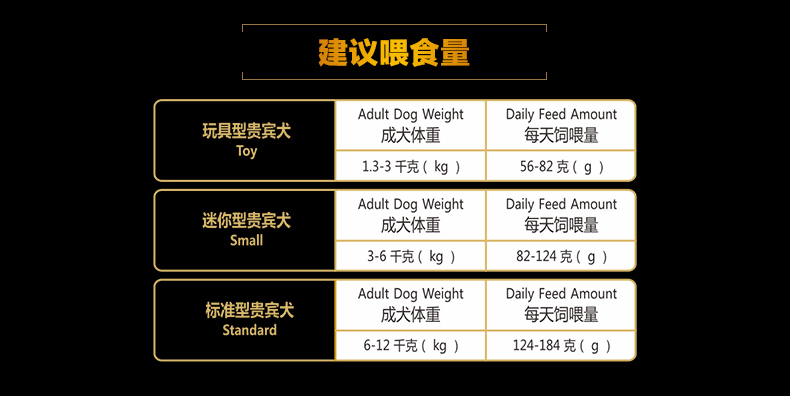 建议喂食量
玩具型贵宾犬
Toy
Adult Dog Weight
成犬体重
Daily Feed Amount
每天饲喂量
1.3-3 千克 ( kg )
56-82 克 ( g )
迷你型贵宾犬
Small
Adult Dog Weight
成犬体重
Daily Feed Amount
每天饲喂量
3-6 千克 ( kg )
82-124 克 ( g )
标准型贵宾犬
Standard
Adult Dog Weight
成犬体重
Daily Feed Amount
每天饲喂量
6-12 千克 ( kg )
124-184 克 ( g )